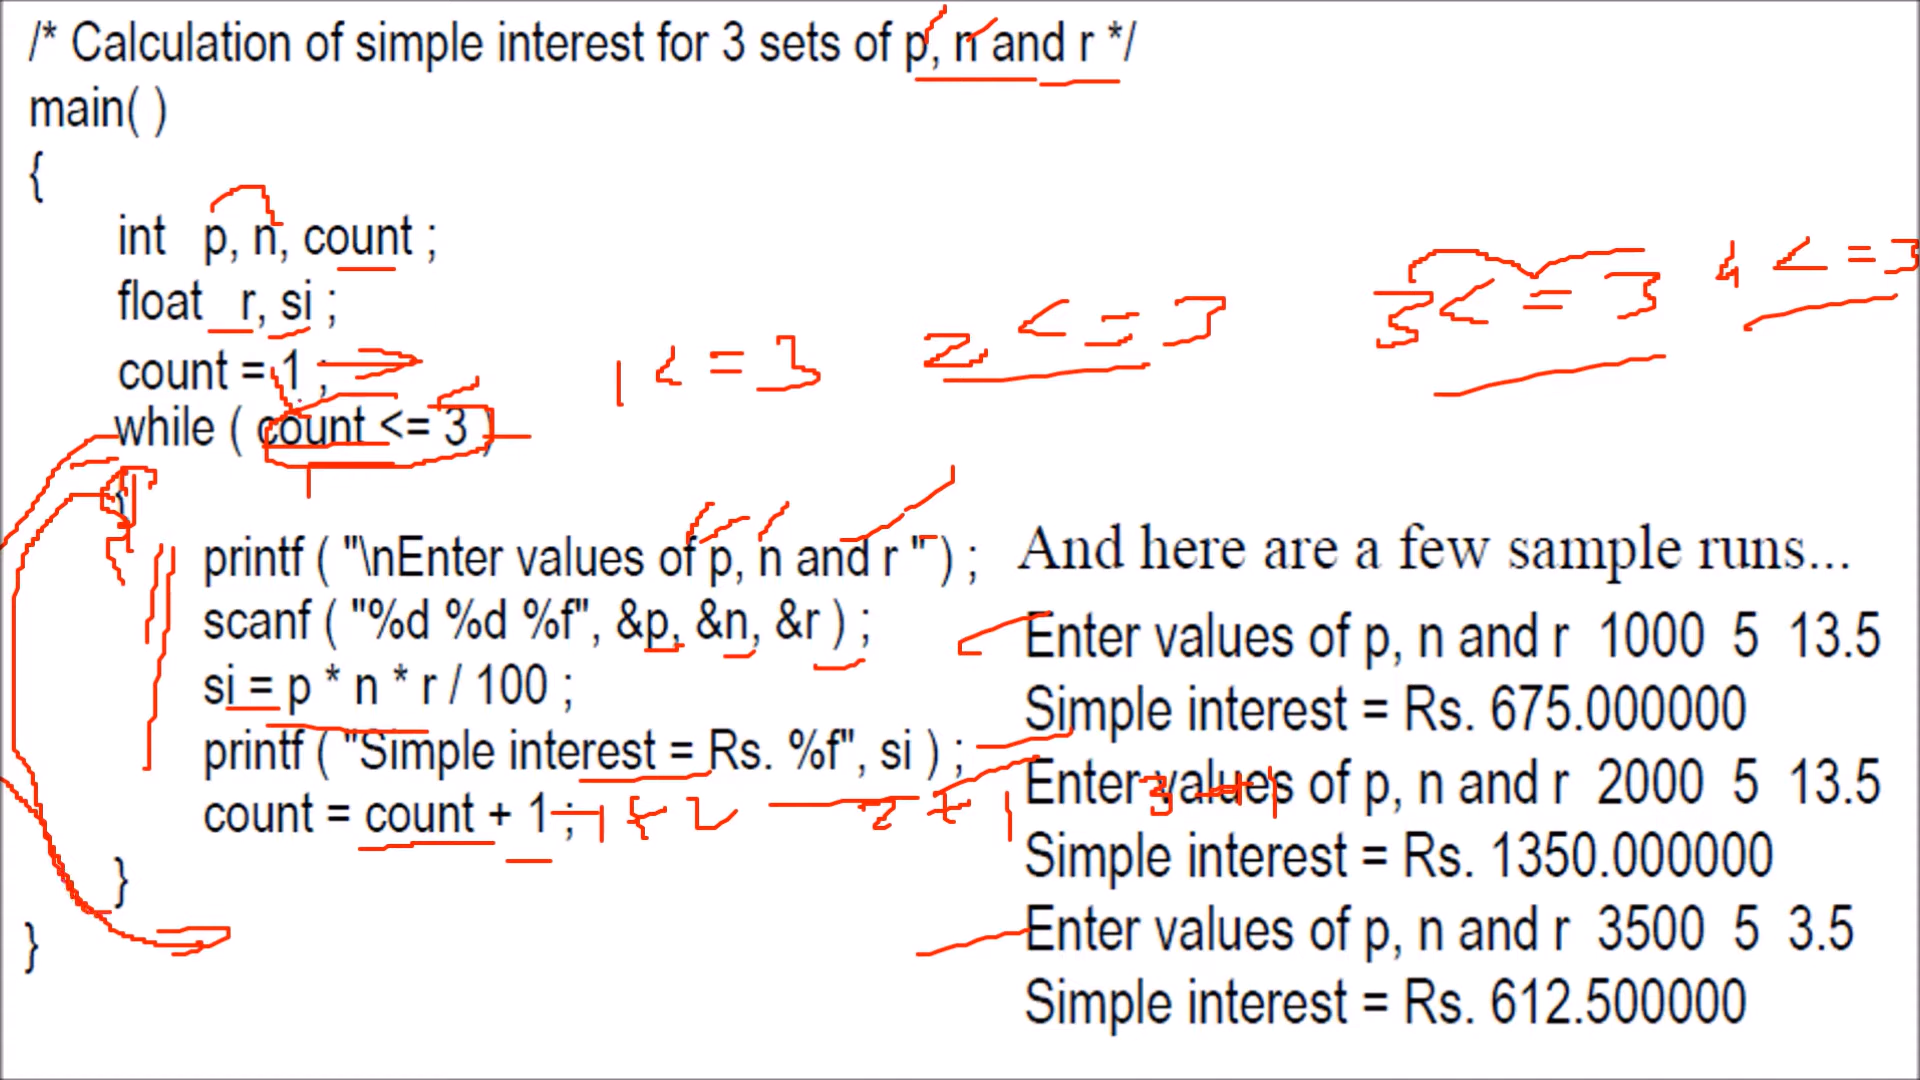 /* Calculation of simple interest for 3 sets of p, n and r */
main( )
{
int p, n, count ;
float r, si ;
count = 1 ;
while ( count <= 3 )
1 < = 3
2 < = 3
3 < = 3
4 < = 3
{
printf ( "\nEnter values of p, n and r " ) ;
scanf ( "%d %d %f", &p, &n, &r ) ;
si = p * n * r / 100 ;
printf ( "Simple interest = Rs. %f", si ) ;
count = count + 1 ;
2 + 1
3 + 1
}
}
And here are a few sample runs...
Enter values of p, n and r 1000 5 13.5
Simple interest = Rs. 675.000000
Enter values of p, n and r 2000 5 13.5
Simple interest = Rs. 1350.000000
Enter values of p, n and r 3500 5 3.5
Simple interest = Rs. 612.500000